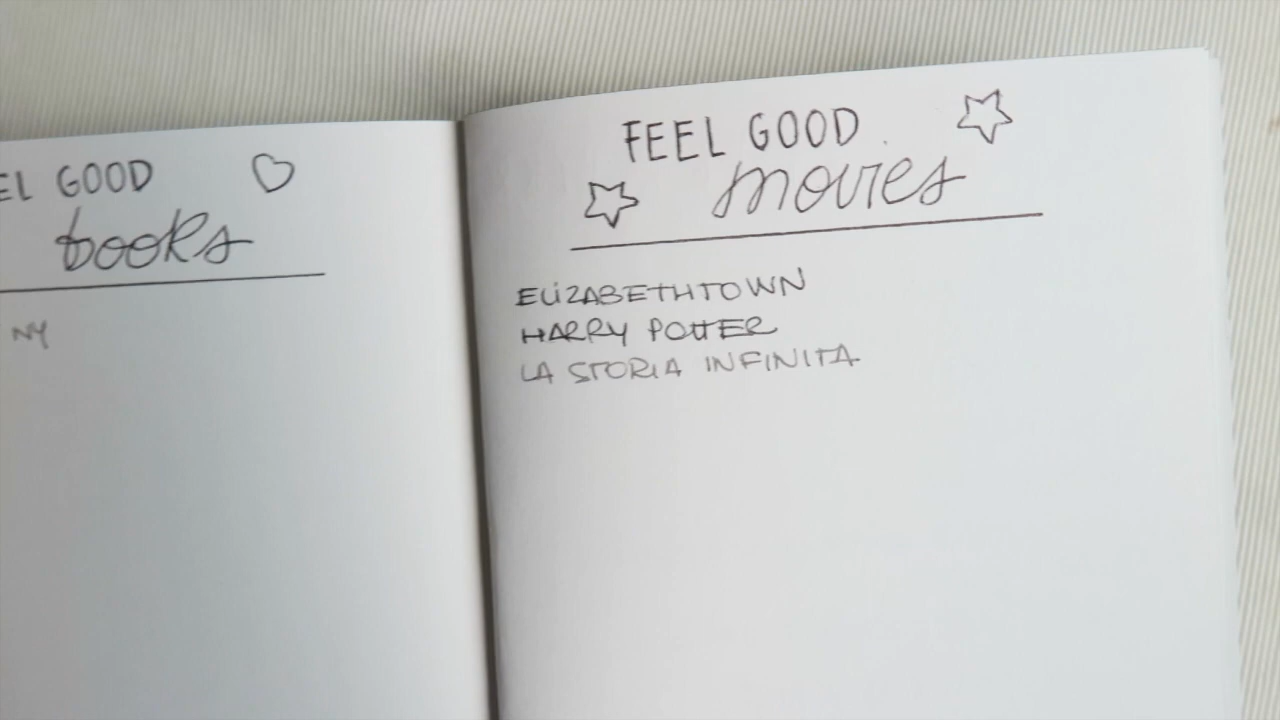 EL GOOD
books
NY
FEEL GOOD
movies
ELIZABETHTOWN
HARRY POTTER
LA STORIA INFINITA